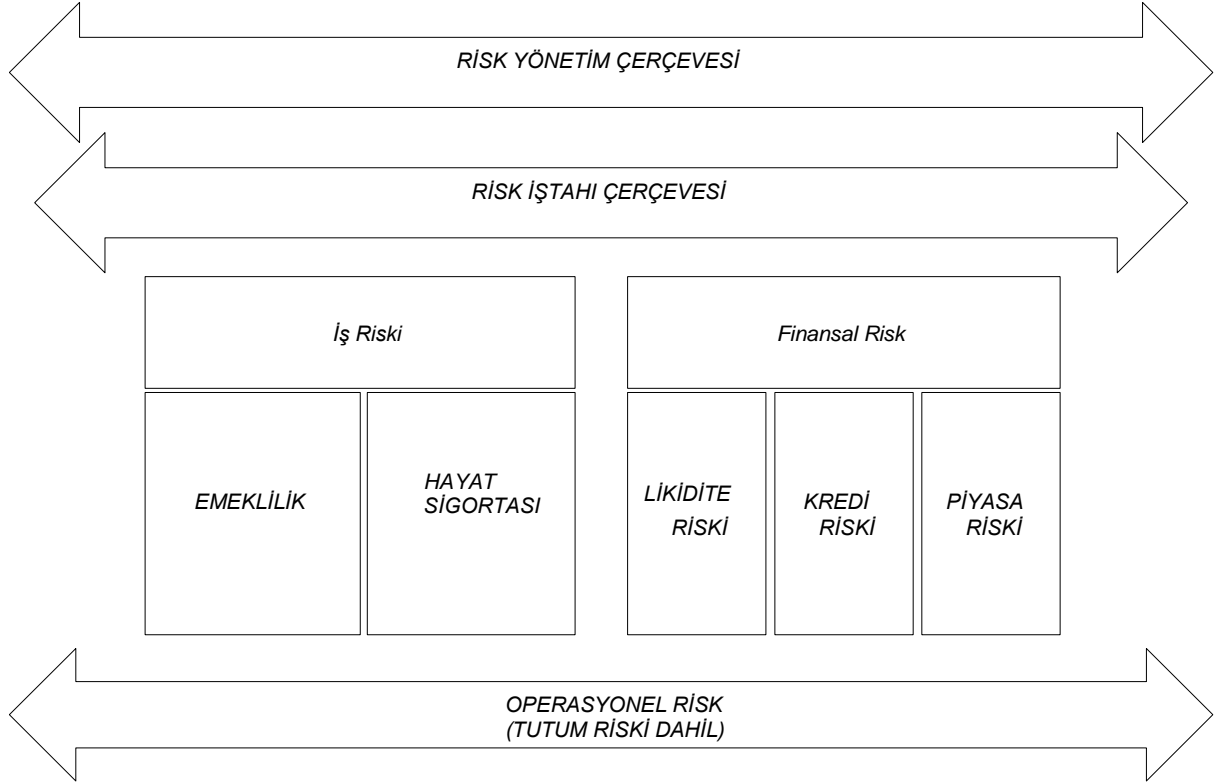 RİSK YÖNETİM ÇERÇEVESİ
RİSK İŞTAHI ÇERÇEVESİ
İş Riski
Finansal Risk
EMEKLİLİK
HAYAT
SİGORTASI
LİKİDİTE
RİSKİ
KREDİ
RİSKİ
PİYASA
RİSKİ
OPERASYONEL RİSK
(TUTUM RİSKİ DAHİL)